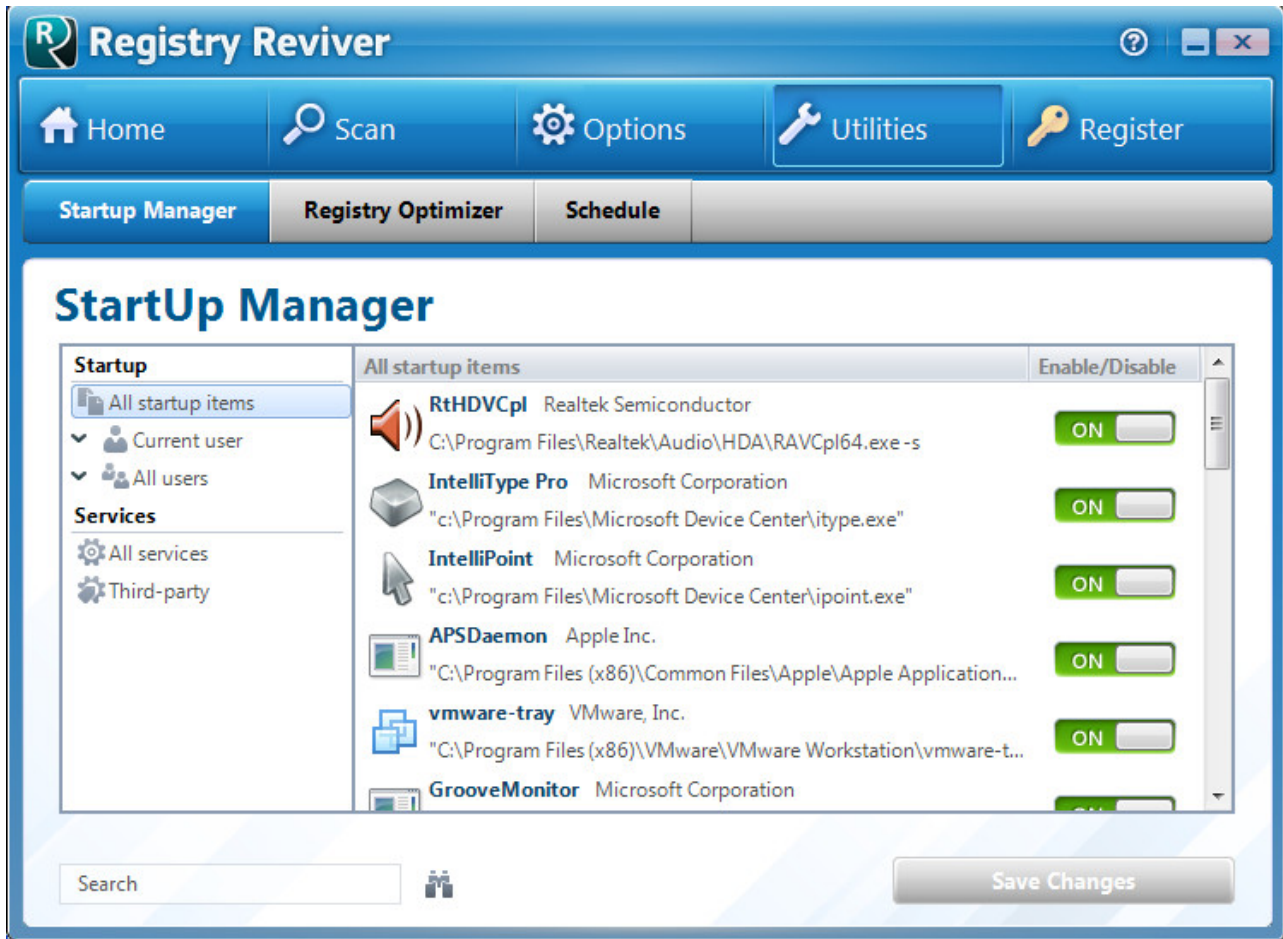 R Registry Reviver ?
Home Scan Options Utilities Register
Startup Manager Registry Optimizer Schedule
StartUp Manager
Startup
All startup items
Current user
All users
Services
All services
Third-party
All startup items Enable/Disable
RtHDVCpl Realtek Semiconductor
C:\Program Files\Realtek\Audio\HDA\RAVCpl64.exe -s
ON
IntelliType Pro Microsoft Corporation
"c:\Program Files\Microsoft Device Center\itype.exe"
ON
IntelliPoint Microsoft Corporation
"c:\Program Files\Microsoft Device Center\ipoint.exe"
ON
APSDaemon Apple Inc.
"C:\Program Files (x86)\Common Files\Apple\Apple Application...
ON
vmware-tray VMware, Inc.
"C:\Program Files (x86)\VMware\VMware Workstation\vmware-t...
ON
GrooveMonitor Microsoft Corporation
ON
Search
Save Changes